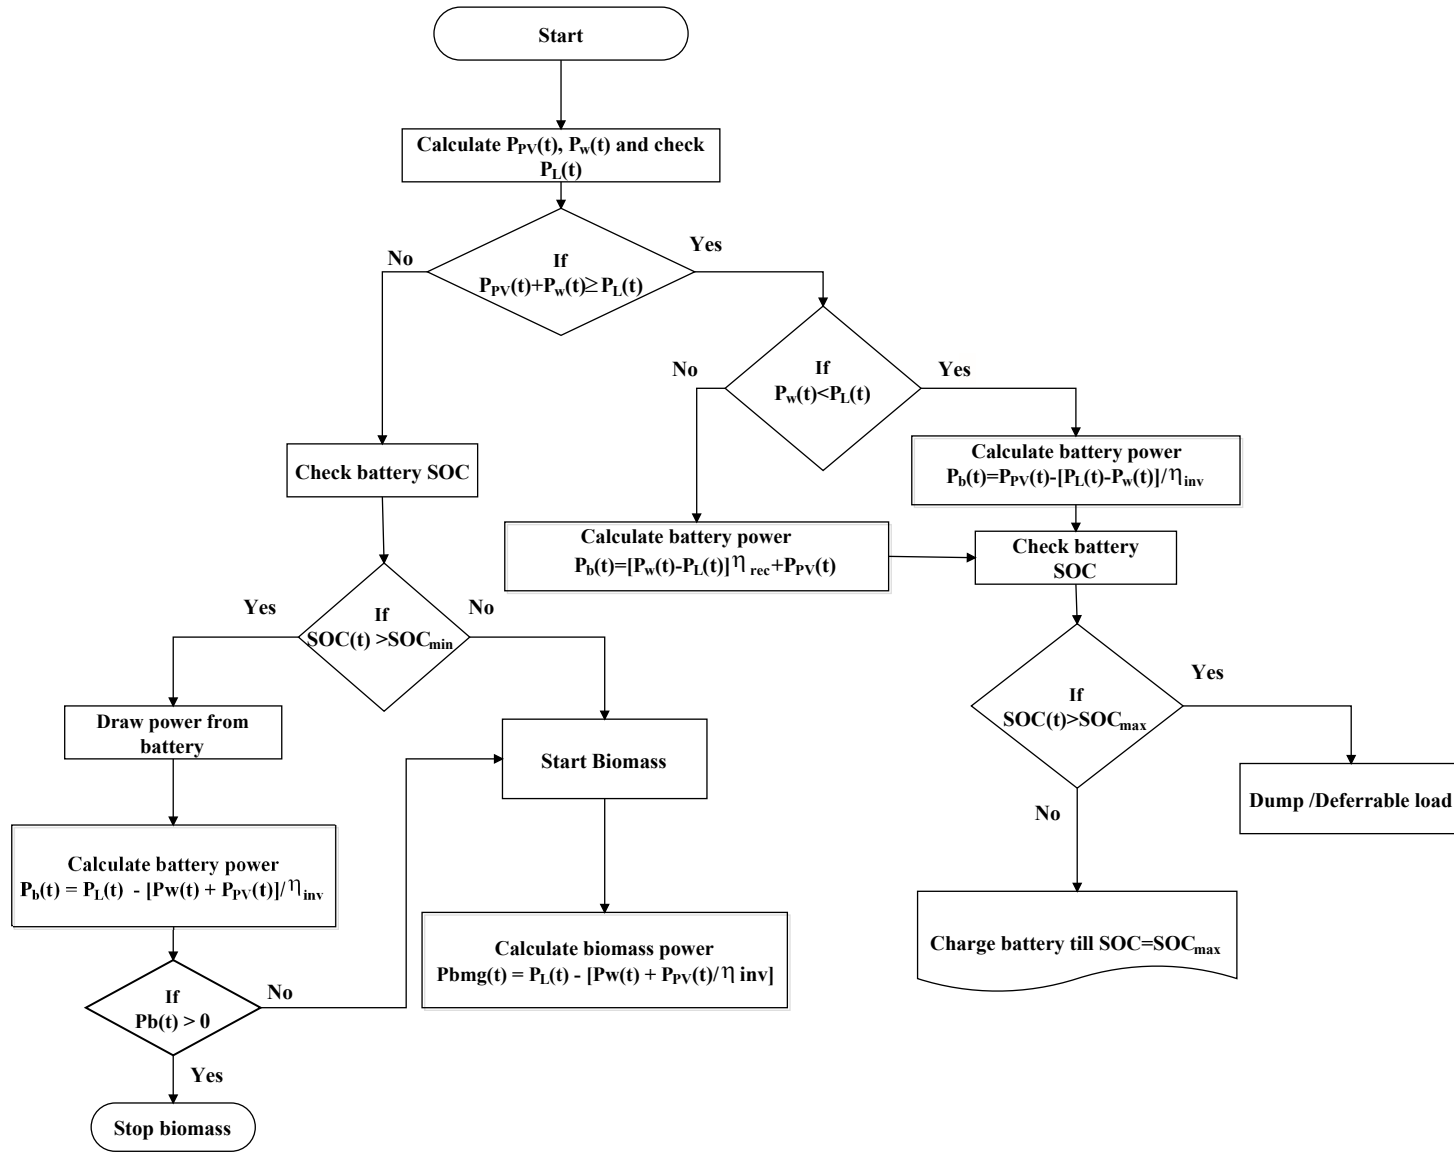 Start
Calculate P_PV(t), P_w(t) and check
P_L(t)
If
P_PV(t)+P_w(t)≥P_L(t)
No
Yes
If
P_w(t)<P_L(t)
No
Yes
Calculate battery power
P_b(t)=P_PV(t)-[P_L(t)-P_w(t)]/η_inv
Check battery SOC
Calculate battery power
P_b(t)=[P_w(t)-P_L(t)]η_rec+P_PV(t)
Check battery
SOC
If
SOC(t) >SOC_min
Yes
No
If
SOC(t)>SOC_max
Yes
No
Draw power from
battery
Start Biomass
Dump /Deferrable load
Calculate battery power
P_b(t) = P_L(t) - [Pw(t) + P_PV(t)]/η_inv
Calculate biomass power
Pbmg(t) = P_L(t) - [Pw(t) + P_PV(t)/η inv]
Charge battery till SOC=SOC_max
If
Pb(t) > 0
No
Yes
Stop biomass